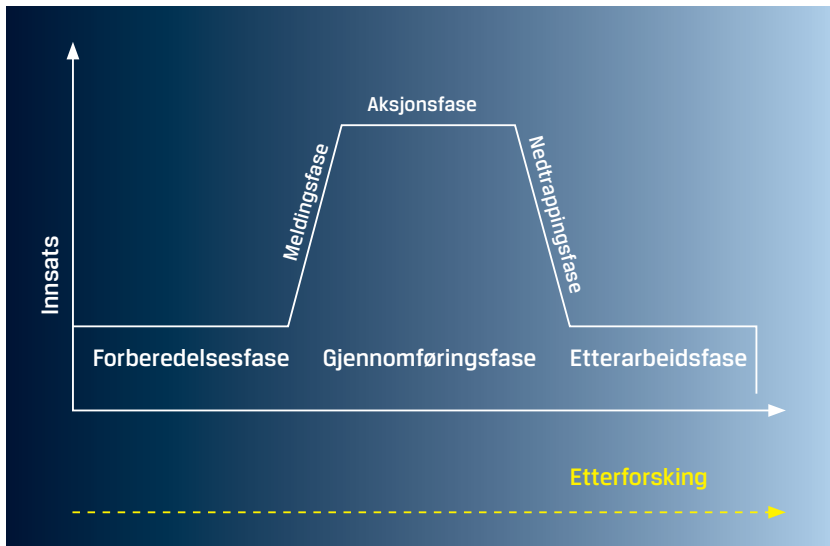 Aksjonsfase
Meldingsfase
Nedtrappingsfase
Innsats
Forberedelsesfase
Gjennomføringsfase
Etterarbeidsfase
Etterforsking